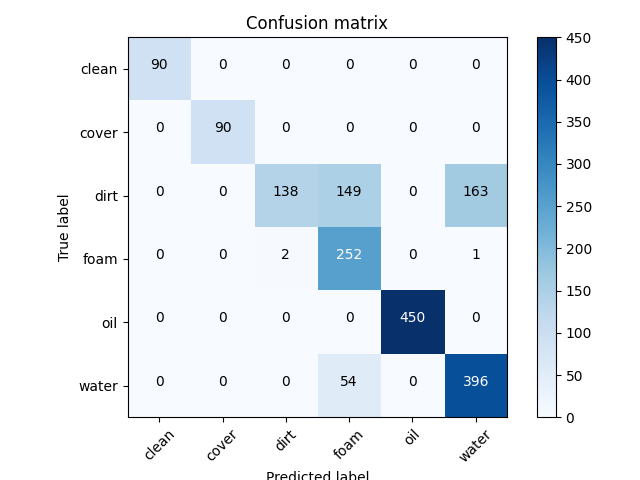 Confusion matrix
clean 90 0 0 0 0 0
cover 0 90 0 0 0 0
dirt 0 0 138 149 0 163
foam 0 0 2 252 0 1
oil 0 0 0 0 450 0
water 0 0 0 54 0 396
clean cover dirt foam oil water
Predicted label
True label
450
400
350
300
250
200
150
100
50
0